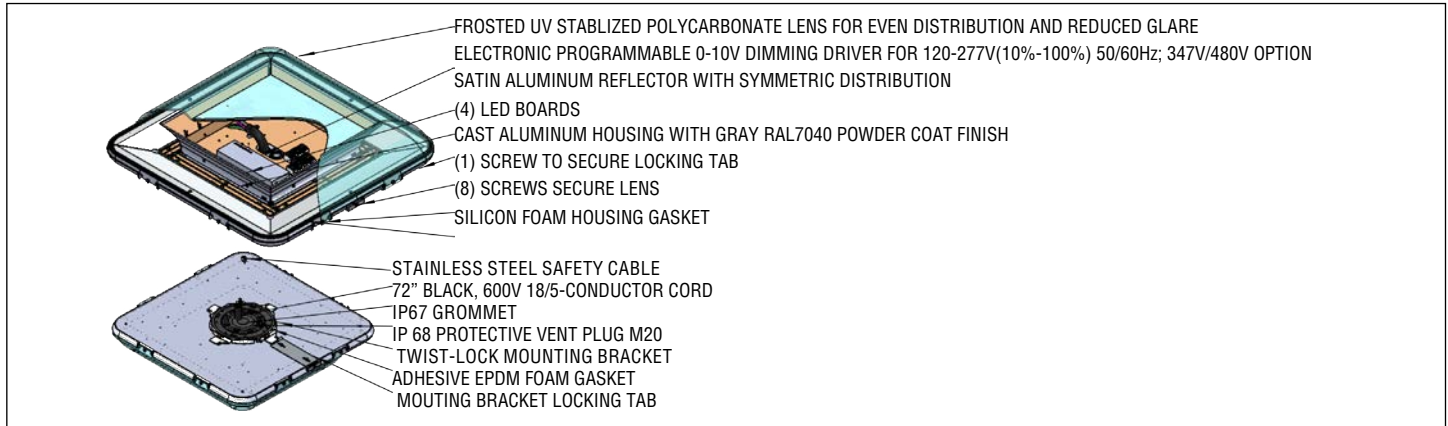 FROSTED UV STABLIZED POLYCARBONATE LENS FOR EVEN DISTRIBUTION AND REDUCED GLARE
ELECTRONIC PROGRAMMABLE 0-10V DIMMING DRIVER FOR 120-277V(10%-100%) 50/60Hz; 347V/480V OPTION
SATIN ALUMINUM REFLECTOR WITH SYMMETRIC DISTRIBUTION
(4) LED BOARDS
CAST ALUMINUM HOUSING WITH GRAY RAL7040 POWDER COAT FINISH
(1) SCREW TO SECURE LOCKING TAB
(8) SCREWS SECURE LENS
SILICON FOAM HOUSING GASKET
STAINLESS STEEL SAFETY CABLE
72” BLACK, 600V 18/5-CONDUCTOR CORD
IP67 GROMMET
IP 68 PROTECTIVE VENT PLUG M20
TWIST-LOCK MOUNTING BRACKET
ADHESIVE EPDM FOAM GASKET
MOUTING BRACKET LOCKING TAB